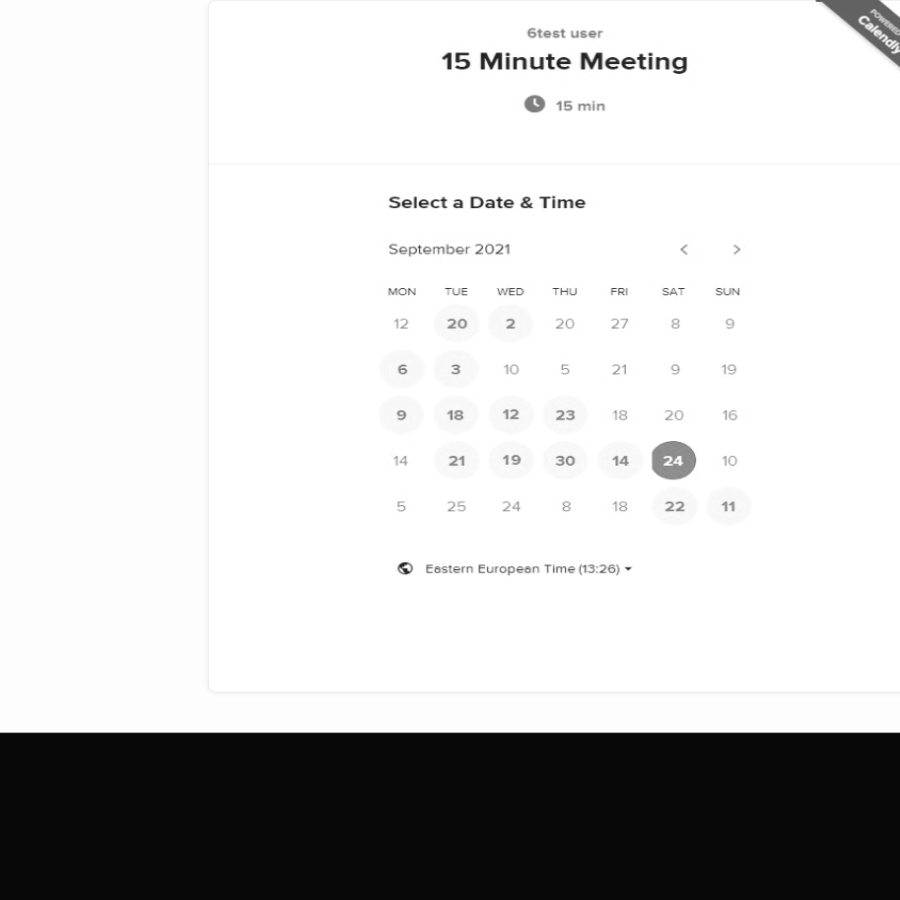 POWERED
Calendly
6test user
15 Minute Meeting
15 min
Select a Date & Time
September 2021
MON TUE WED THU FRI SAT SUN
12 20 2 20 27 8 9
6 3 10 5 21 9 19
9 18 12 23 18 20 16
14 21 19 30 14 24 10
5 25 24 8 18 22 11
Eastern European Time (13:26)